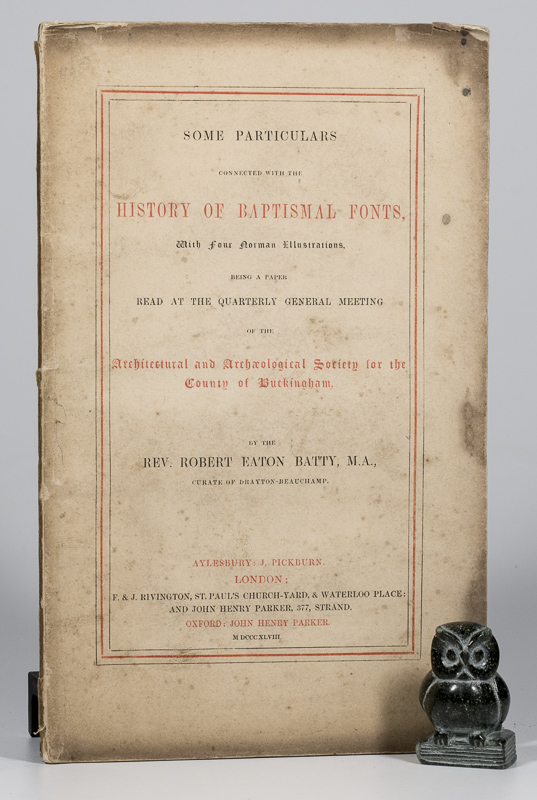 SOME PARTICULARS
CONNECTED WITH THE
HISTORY OF BAPTISMAL FONTS,
With Four Norman Illustrations,
BEING A PAPER
READ AT THE QUARTERLY GENERAL MEETING
OF THE
Architectural and Archæological Society for the
County of Buckingham,
BY THE
REV. ROBERT EATON BATTY, M.A.,
CURATE OF DRAYTON-BEAUCHAMP.
AYLESBURY: J. PICKBURN.
LONDON;
F. & J. RIVINGTON, ST. PAUL'S CHURCH-YARD, & WATERLOO PLACE:
AND JOHN HENRY PARKER, 377, STRAND.
OXFORD: JOHN HENRY PARKER.
MDCCCXLVIII.